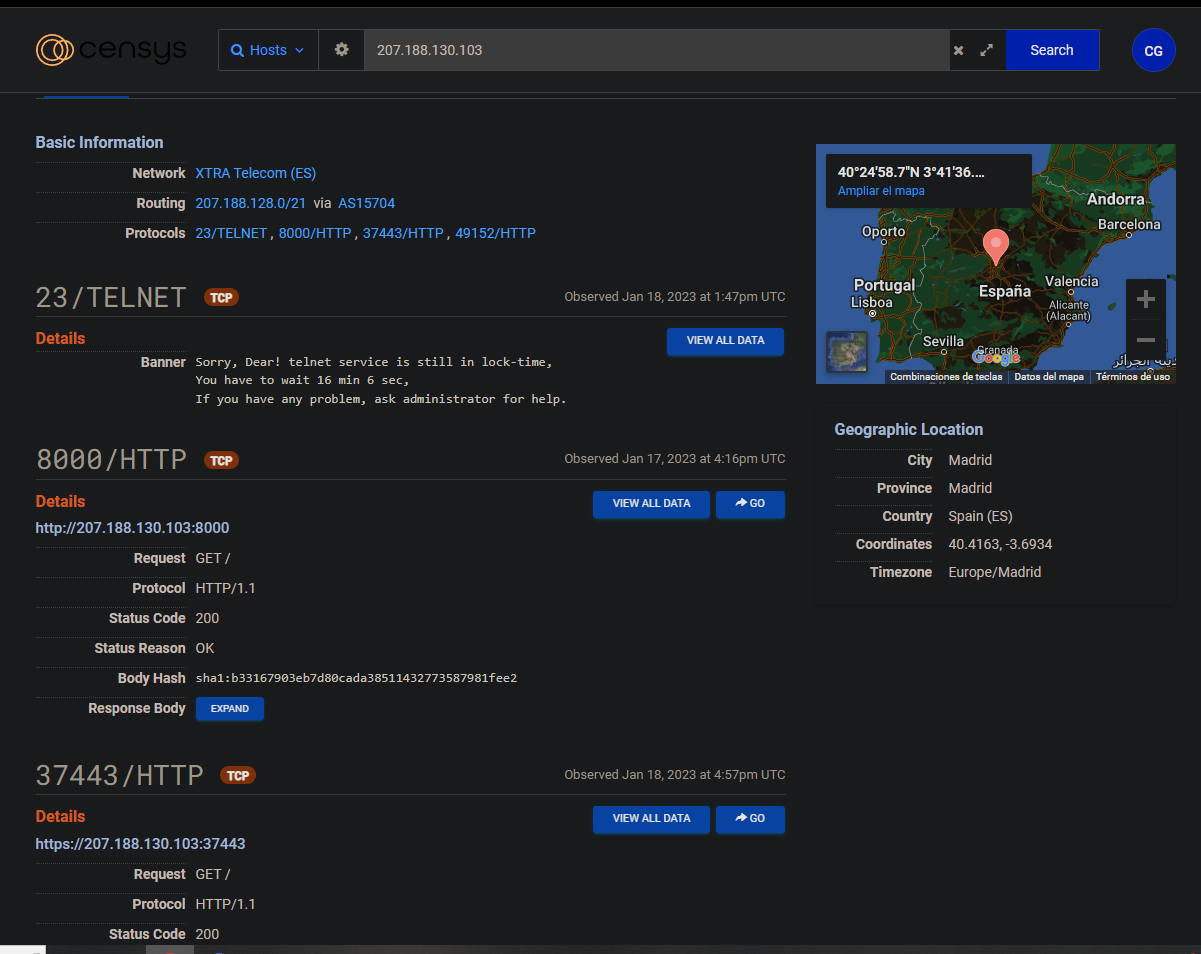 censys
Hosts
207.188.130.103
Search
CG
Basic Information
Network XTRA Telecom (ES)
Routing 207.188.128.0/21 via AS15704
Protocols 23/TELNET , 8000/HTTP , 37443/HTTP , 49152/HTTP
23/TELNET TCP
Observed Jan 18, 2023 at 1:47pm UTC
Details
VIEW ALL DATA
Banner Sorry, Dear! telnet service is still in lock-time,
You have to wait 16 min 6 sec,
If you have any problem, ask administrator for help.
8000/HTTP TCP
Observed Jan 17, 2023 at 4:16pm UTC
Details
VIEW ALL DATA
GO
http://207.188.130.103:8000
Request GET /
Protocol HTTP/1.1
Status Code 200
Status Reason OK
Body Hash sha1:b33167903eb7d80cada38511432773587981fee2
Response Body EXPAND
37443/HTTP TCP
Observed Jan 18, 2023 at 4:57pm UTC
Details
VIEW ALL DATA
GO
https://207.188.130.103:37443
Request GET /
Protocol HTTP/1.1
Status Code 200
40°24'58.7"N 3°41'36....
Ampliar el mapa
Andorra
Oporto
Barcelona
Portugal
España
Valencia
Lisboa
Alicante
(Alacant)
Sevilla
Granada
Google
الجزائر
Combinaciones de teclas
Datos del mapa
Términos de uso
Geographic Location
City Madrid
Province Madrid
Country Spain (ES)
Coordinates 40.4163, -3.6934
Timezone Europe/Madrid